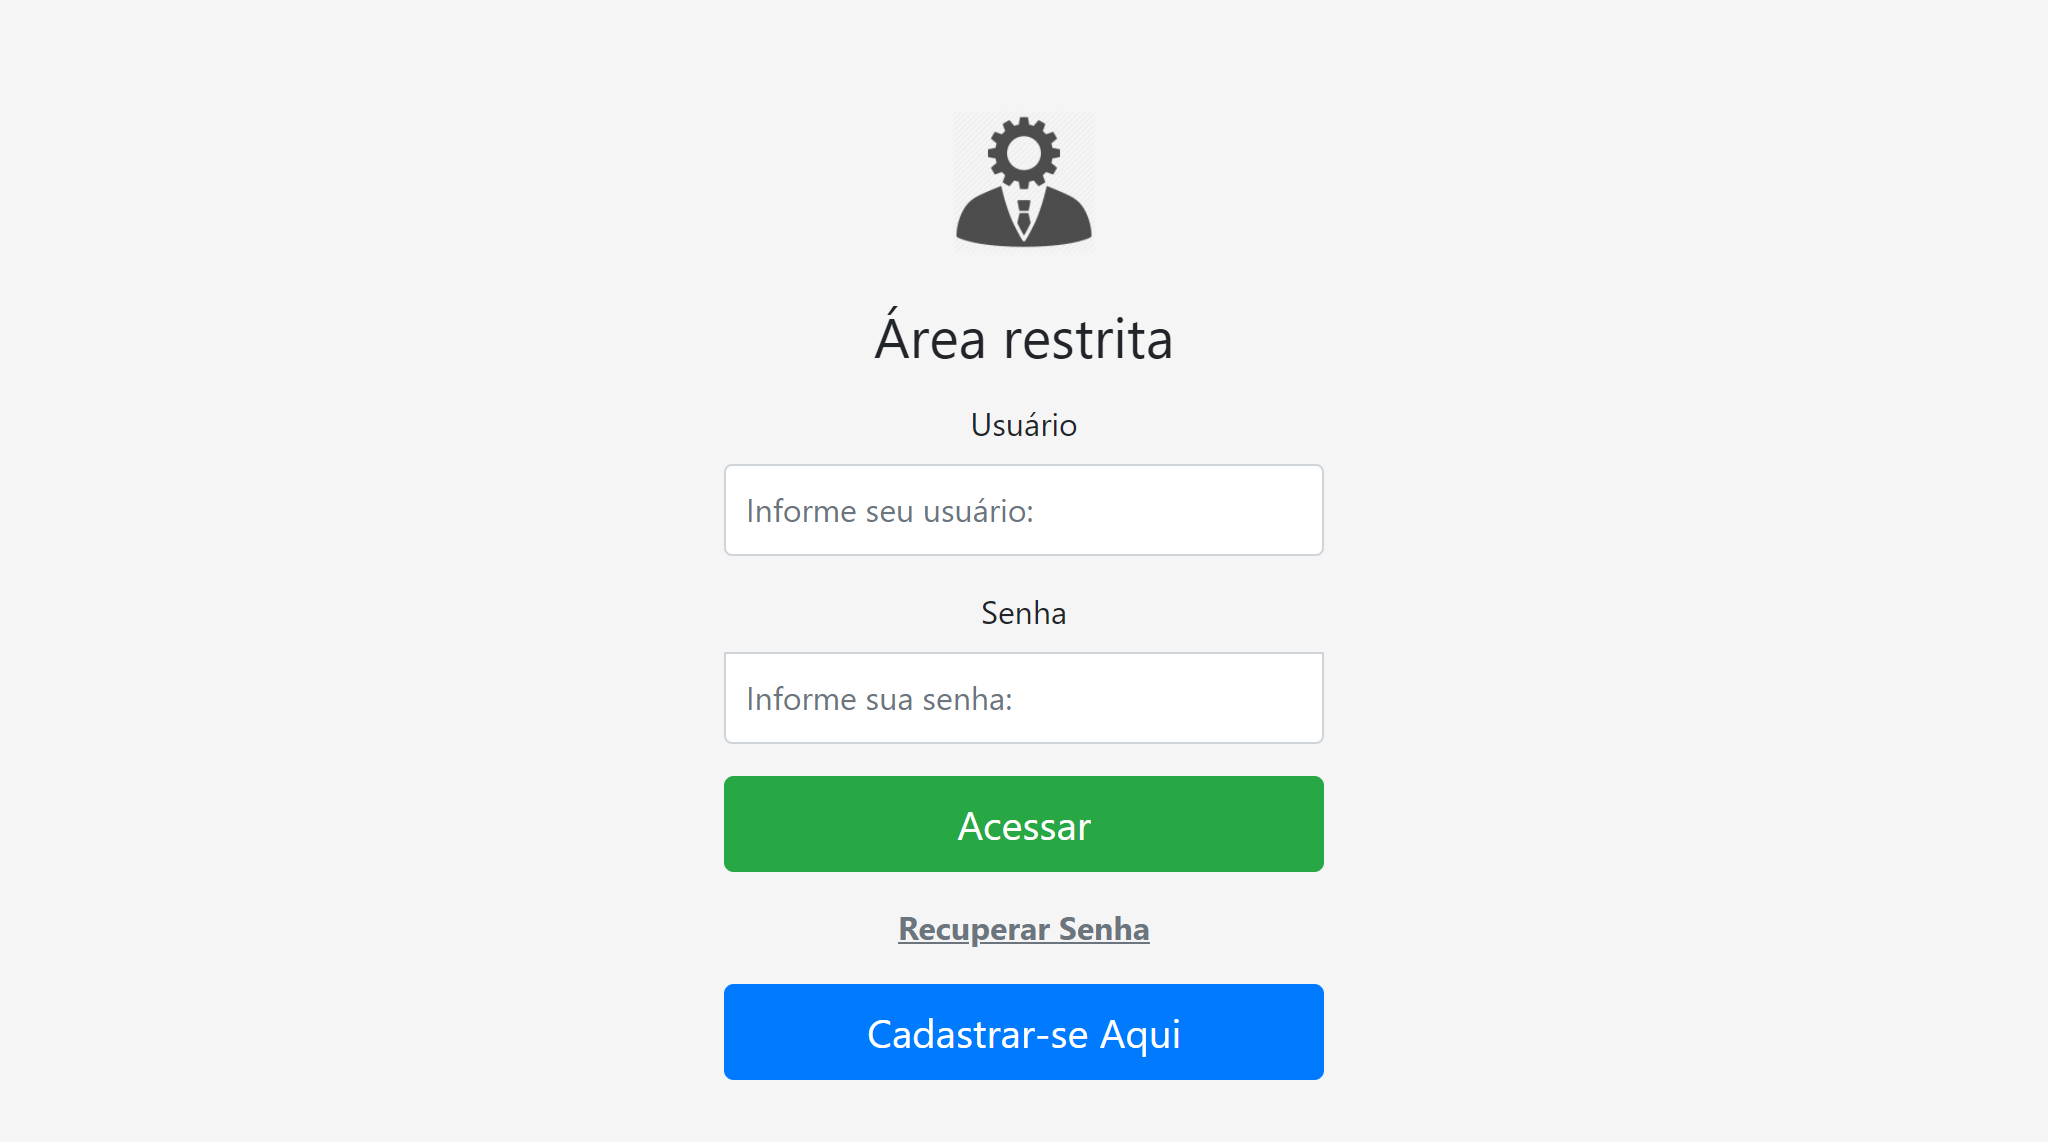 Área restrita
Usuário
Informe seu usuário:
Senha
Informe sua senha:
Acessar
Recuperar Senha
Cadastrar-se Aqui